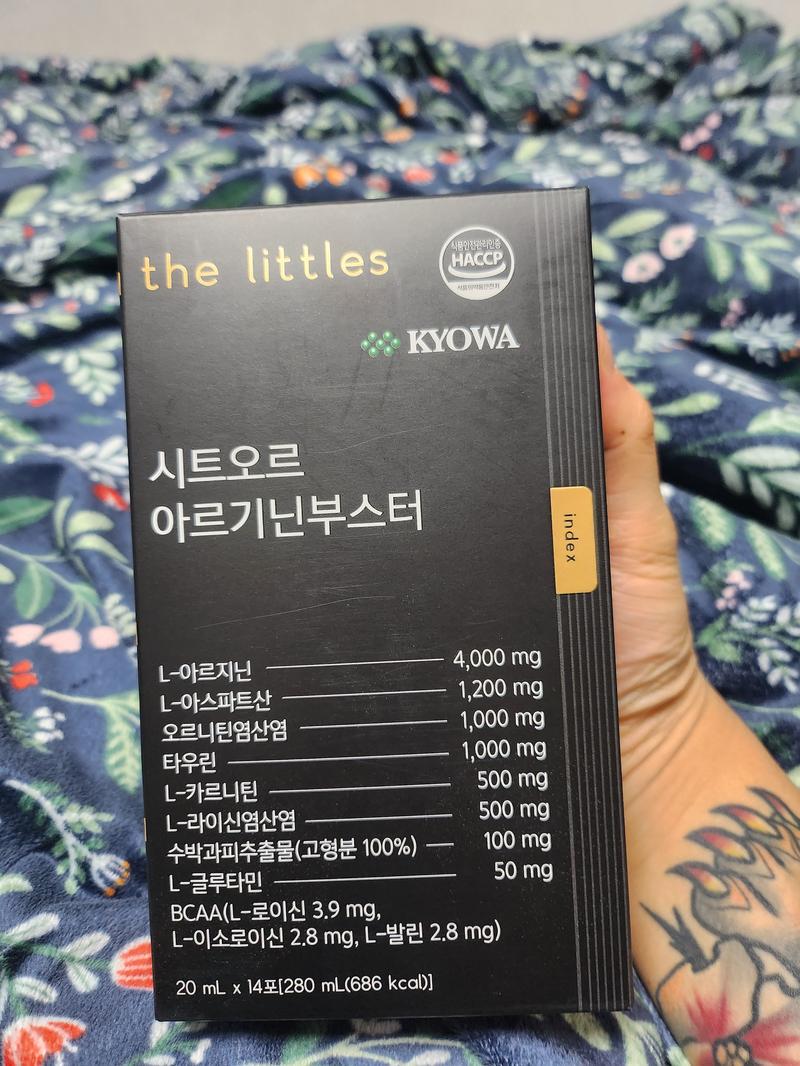 the littles
식품안전관리인증
HACCP
식품의약품안전처
KYOWA
시트오르
아르기닌부스터
index
L-아르지닌 4,000 mg
L-아스파트산 1,200 mg
오르니틴염산염 1,000 mg
타우린 1,000 mg
L-카르니틴 500 mg
L-라이신염산염 500 mg
수박과피추출물(고형분 100%) 100 mg
L-글루타민 50 mg
BCAA(L-로이신 3.9 mg,
L-이소로이신 2.8 mg, L-발린 2.8 mg)
20 mL x 14포[280 mL(686 kcal)]